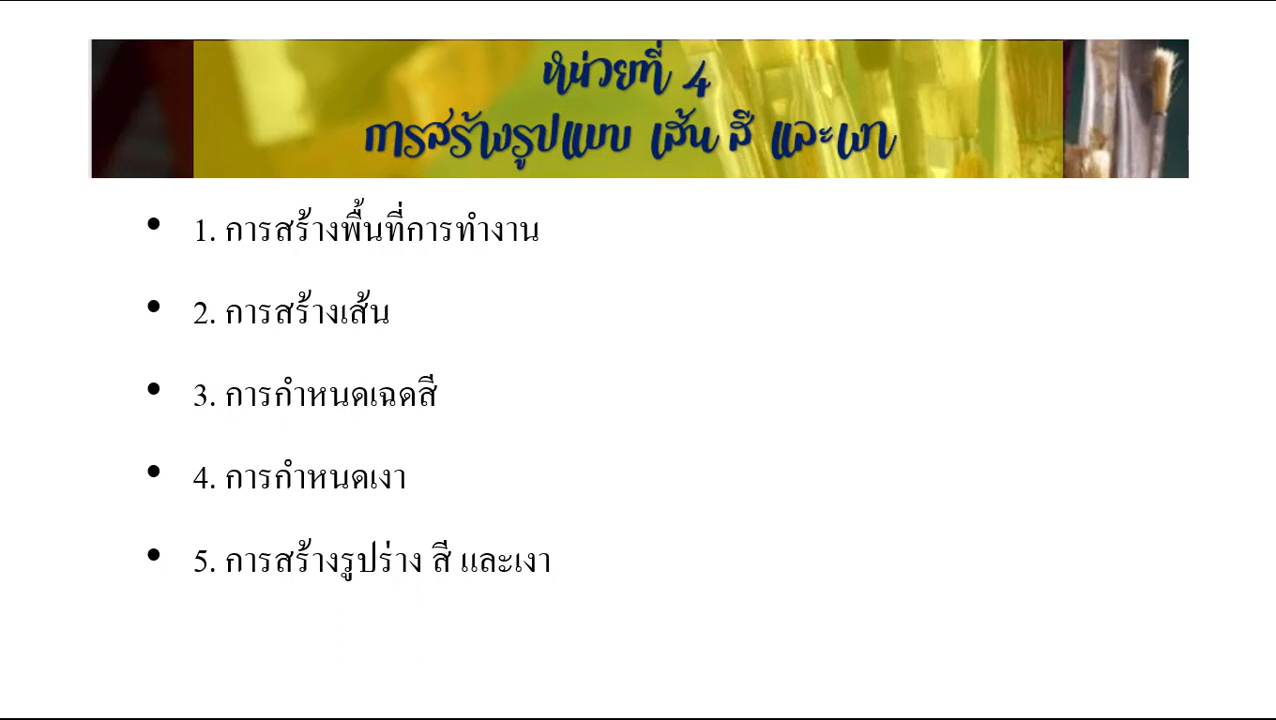 หน่วยที่ 4
การสร้างรูปแบบ เส้น สี และเงา
• 1. การสร้างพื้นที่การทำงาน
• 2. การสร้างเส้น
• 3. การกำหนดเฉดสี
• 4. การกำหนดเงา
• 5. การสร้างรูปร่าง สี และเงา